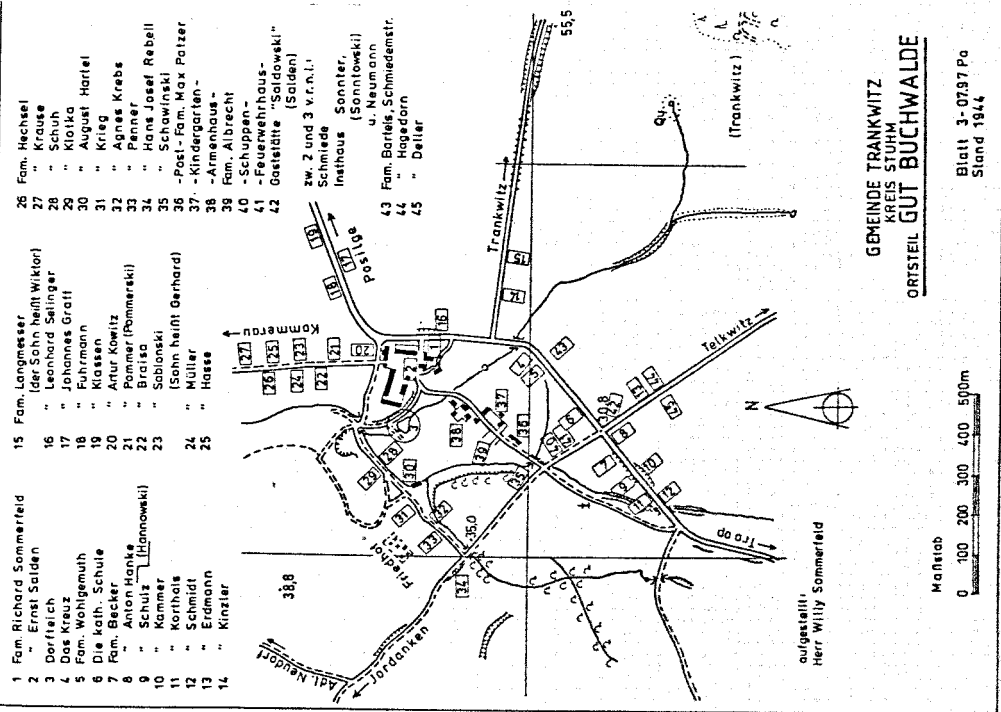 1 Fam. Richard Sommerfeld
2 " Ernst Salden
3 Dorfteich
4 Das Kreuz
5 Fam. Wohlgemuth
6 Die kath. Schule
7 Fam. Becker
8 " Anton Hanke
9 " Schulz (Hannowski)
10 " Kammer
11 " Korthals
12 " Schmidt
13 " Erdmann
14 " Kinzler
15 Fam. Langmesser
(der Sohn heißt Wiktor)
16 " Leonhard Selinger
17 " Johannes Graff
18 " Fuhrmann
19 " Klassen
20 " Artur Kowitz
21 " Pommer (Pommerski)
22 " Braisa
23 " Sablonski
(Sohn heißt Gerhard)
24 " Müller
25 " Hasse
26 Fam. Hechsel
27 " Krause
28 " Schuh
29 " Klotka
30 " August Hartel
31 " Krieg
32 " Agnes Krebs
33 " Penner
34 " Hans Josef Rebell
35 " Schawinski
36 -Post- Fam. Max Patzer
37 -Kindergarten-
38 -Armenhaus-
39 Fam. Albrecht
40 -Schuppen-
41 -Feuerwehrhaus-
42 Gaststätte "Saldowski"
(Salden)
zw. 2 und 3 v.r.n.l.:
Schmiede
Insthaus Sonnter,
(Sonntowski)
u. Neumann
43 Fam. Bartels, Schmiedemstr.
44 " Hagedorn
45 " Deller
Adl. Neudorf
Jordanken
38,8
Friedhof
35.0
Kammerau
Posilge
Trankwitz
55,5
Qu.
(Trankwitz)
Telkwitz
30.8
Troop
N
aufgestellt:
Herr Willy Sommerfeld
Maßstab
0 100 200 300 400 500m
GEMEINDE TRANKWITZ
KREIS STUHM
ORTSTEIL GUT BUCHWALDE
Blatt 3-07.97 Pa
Stand 1944